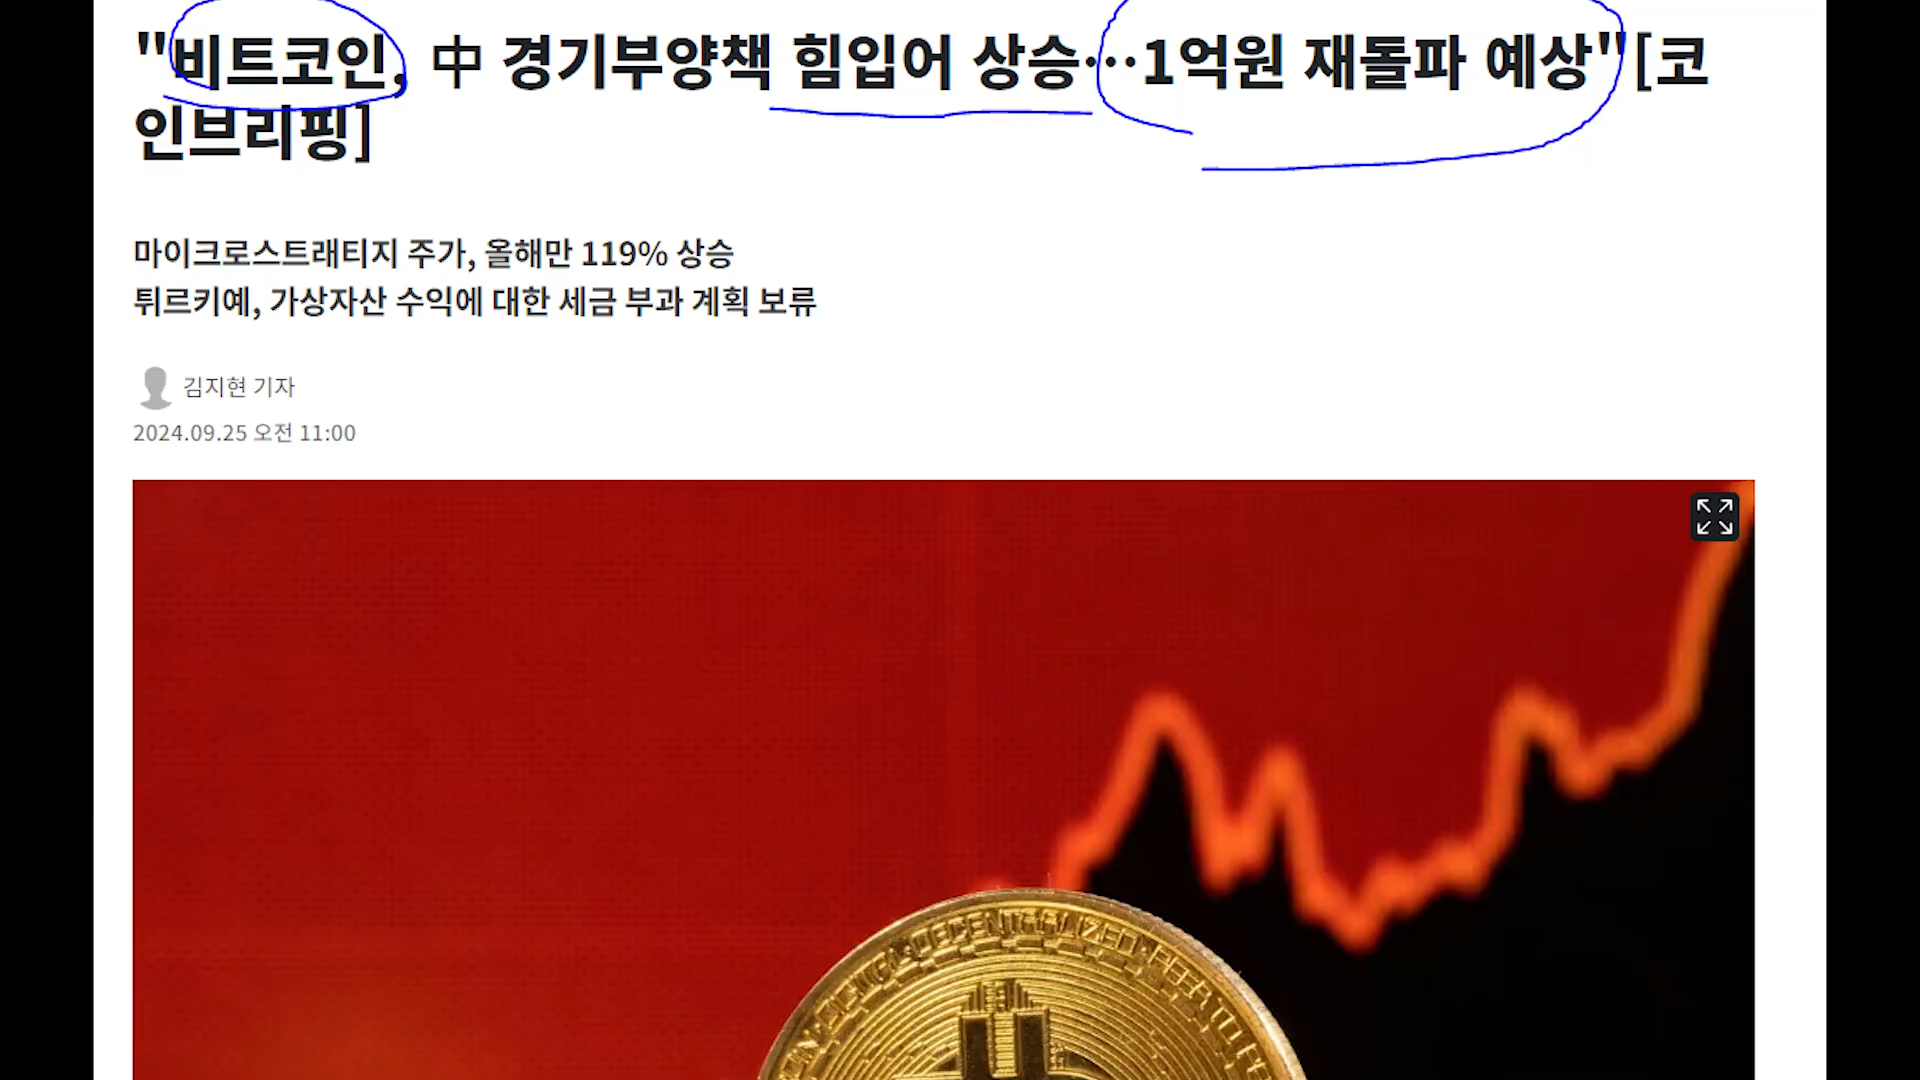 "비트코인, 中 경기부양책 힘입어 상승…1억원 재돌파 예상"[코
인브리핑]
마이크로스트래티지 주가, 올해만 119% 상승
튀르키예, 가상자산 수익에 대한 세금 부과 계획 보류
김지현 기자
2024.09.25 오전 11:00
DECENTRALIZED PEER TO PE